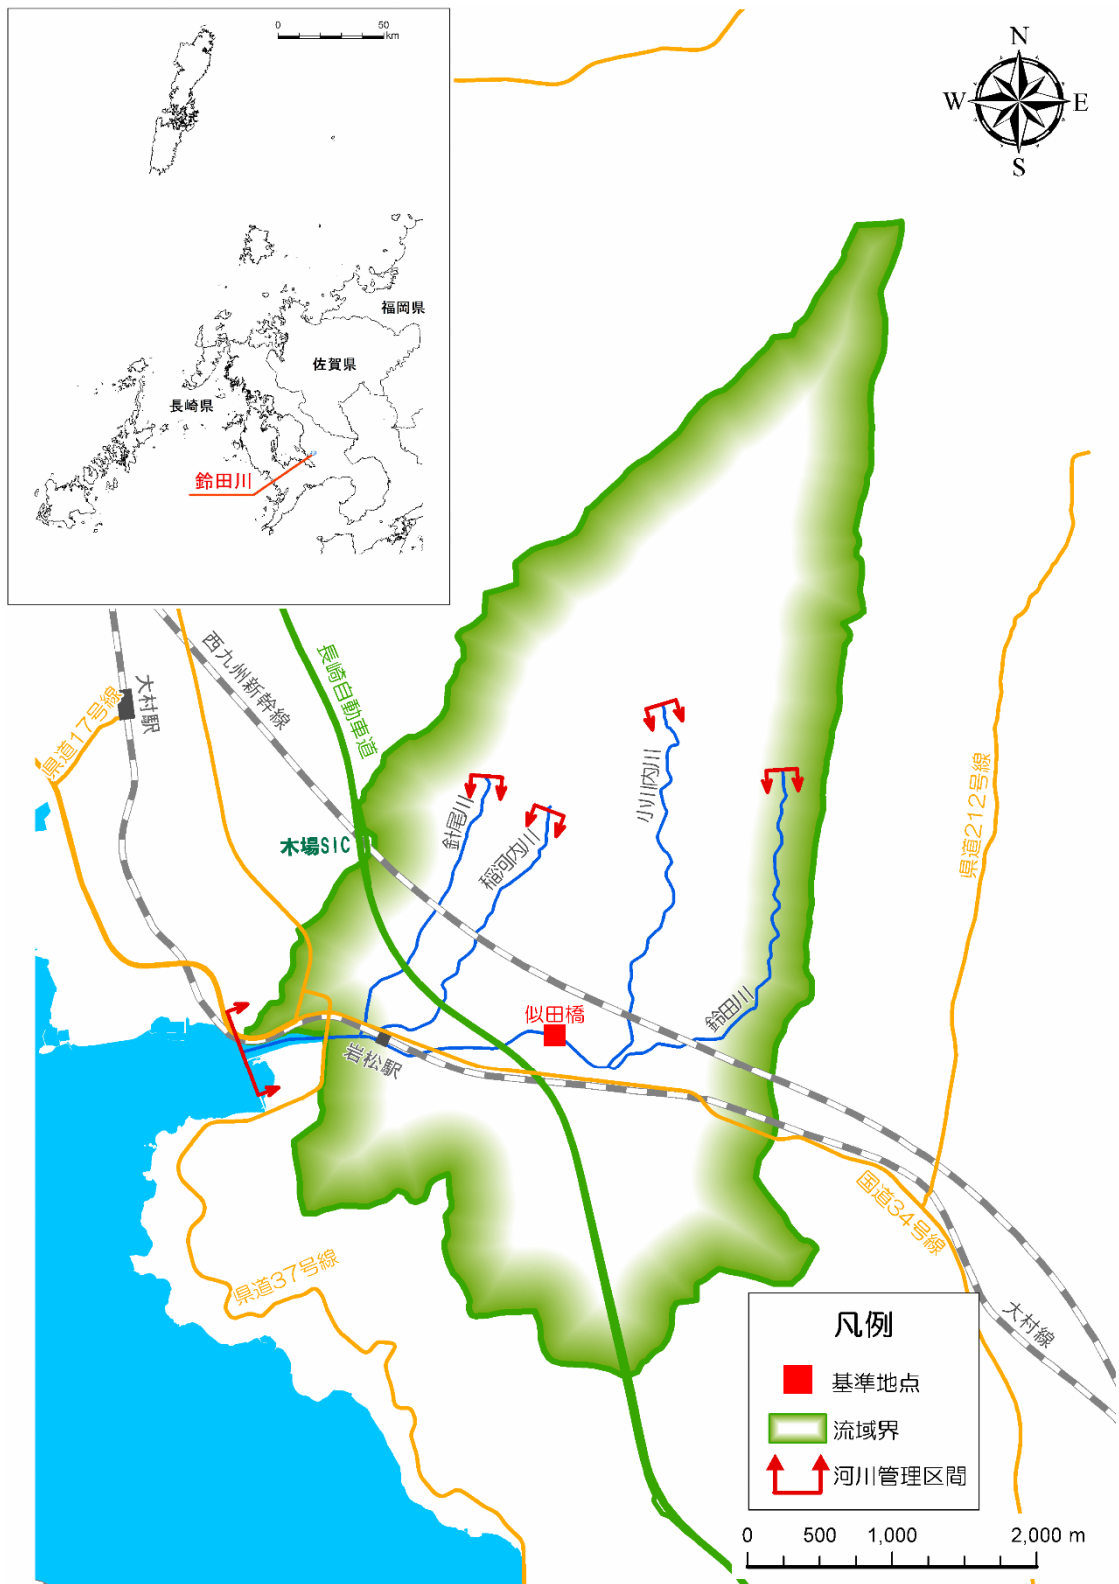 0 50
km
福岡県
佐賀県
長崎県
鈴田川
N
W E
S
西九州新幹線
大村駅
長崎自動車道
県道17号線
木場SIC
針尾川
稲河内川
小川内川
県道212号線
鈴田川
似田橋
岩松駅
国道34号線
県道37号線
大村線
凡例
基準地点
流域界
河川管理区間
0 500 1,000 2,000 m